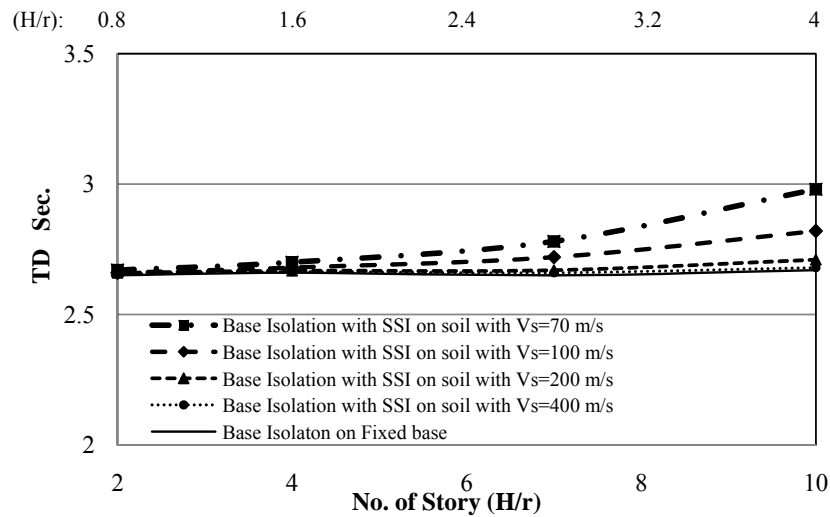 (H/r): 0.8 1.6 2.4 3.2 4
3.5
3
2.5
2
TD Sec.
Base Isolation with SSI on soil with Vs=70 m/s
Base Isolation with SSI on soil with Vs=100 m/s
Base Isolation with SSI on soil with Vs=200 m/s
Base Isolation with SSI on soil with Vs=400 m/s
Base Isolaton on Fixed base
2 4 6 8 10
No. of Story (H/r)